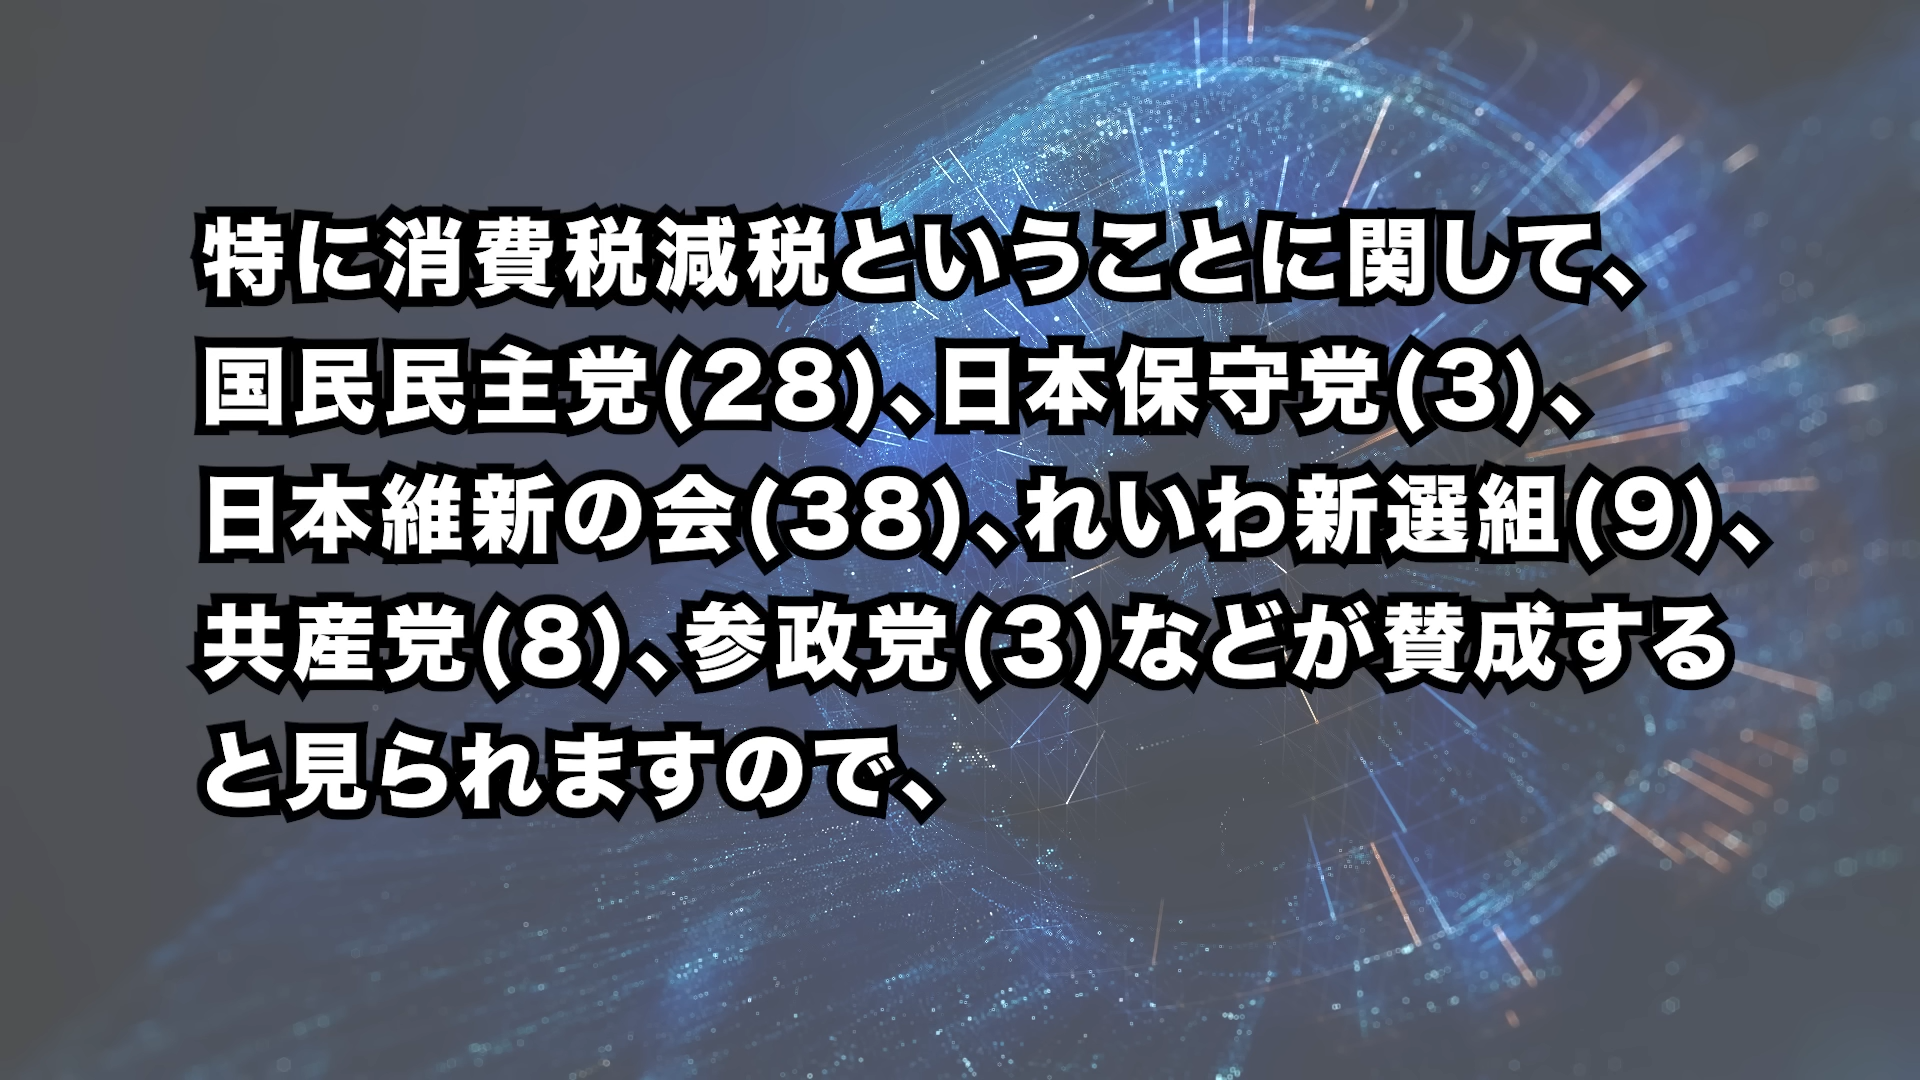 特に消費税減税ということに関して、
国民民主党(28)、日本保守党(3)、
日本維新の会(38)、れいわ新選組(9)、
共産党(8)、参政党(3)などが賛成する
と見られますので、